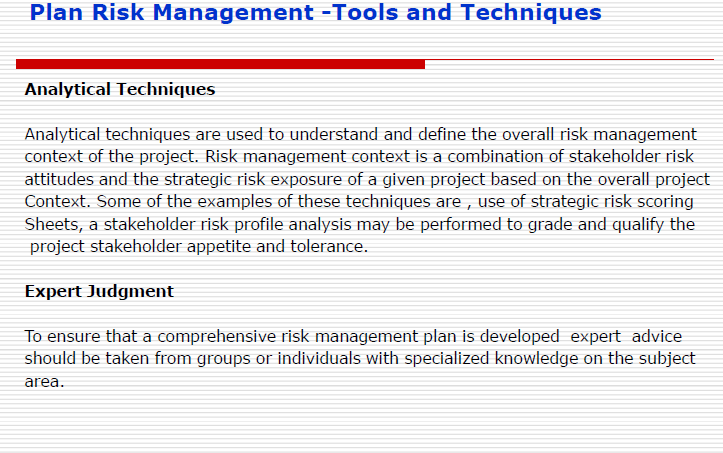 Plan Risk Management -Tools and Techniques
Analytical Techniques
Analytical techniques are used to understand and define the overall risk management
context of the project. Risk management context is a combination of stakeholder risk
attitudes and the strategic risk exposure of a given project based on the overall project
Context. Some of the examples of these techniques are , use of strategic risk scoring
Sheets, a stakeholder risk profile analysis may be performed to grade and qualify the
project stakeholder appetite and tolerance.
Expert Judgment
To ensure that a comprehensive risk management plan is developed  expert  advice
should be taken from groups or individuals with specialized knowledge on the subject
area.